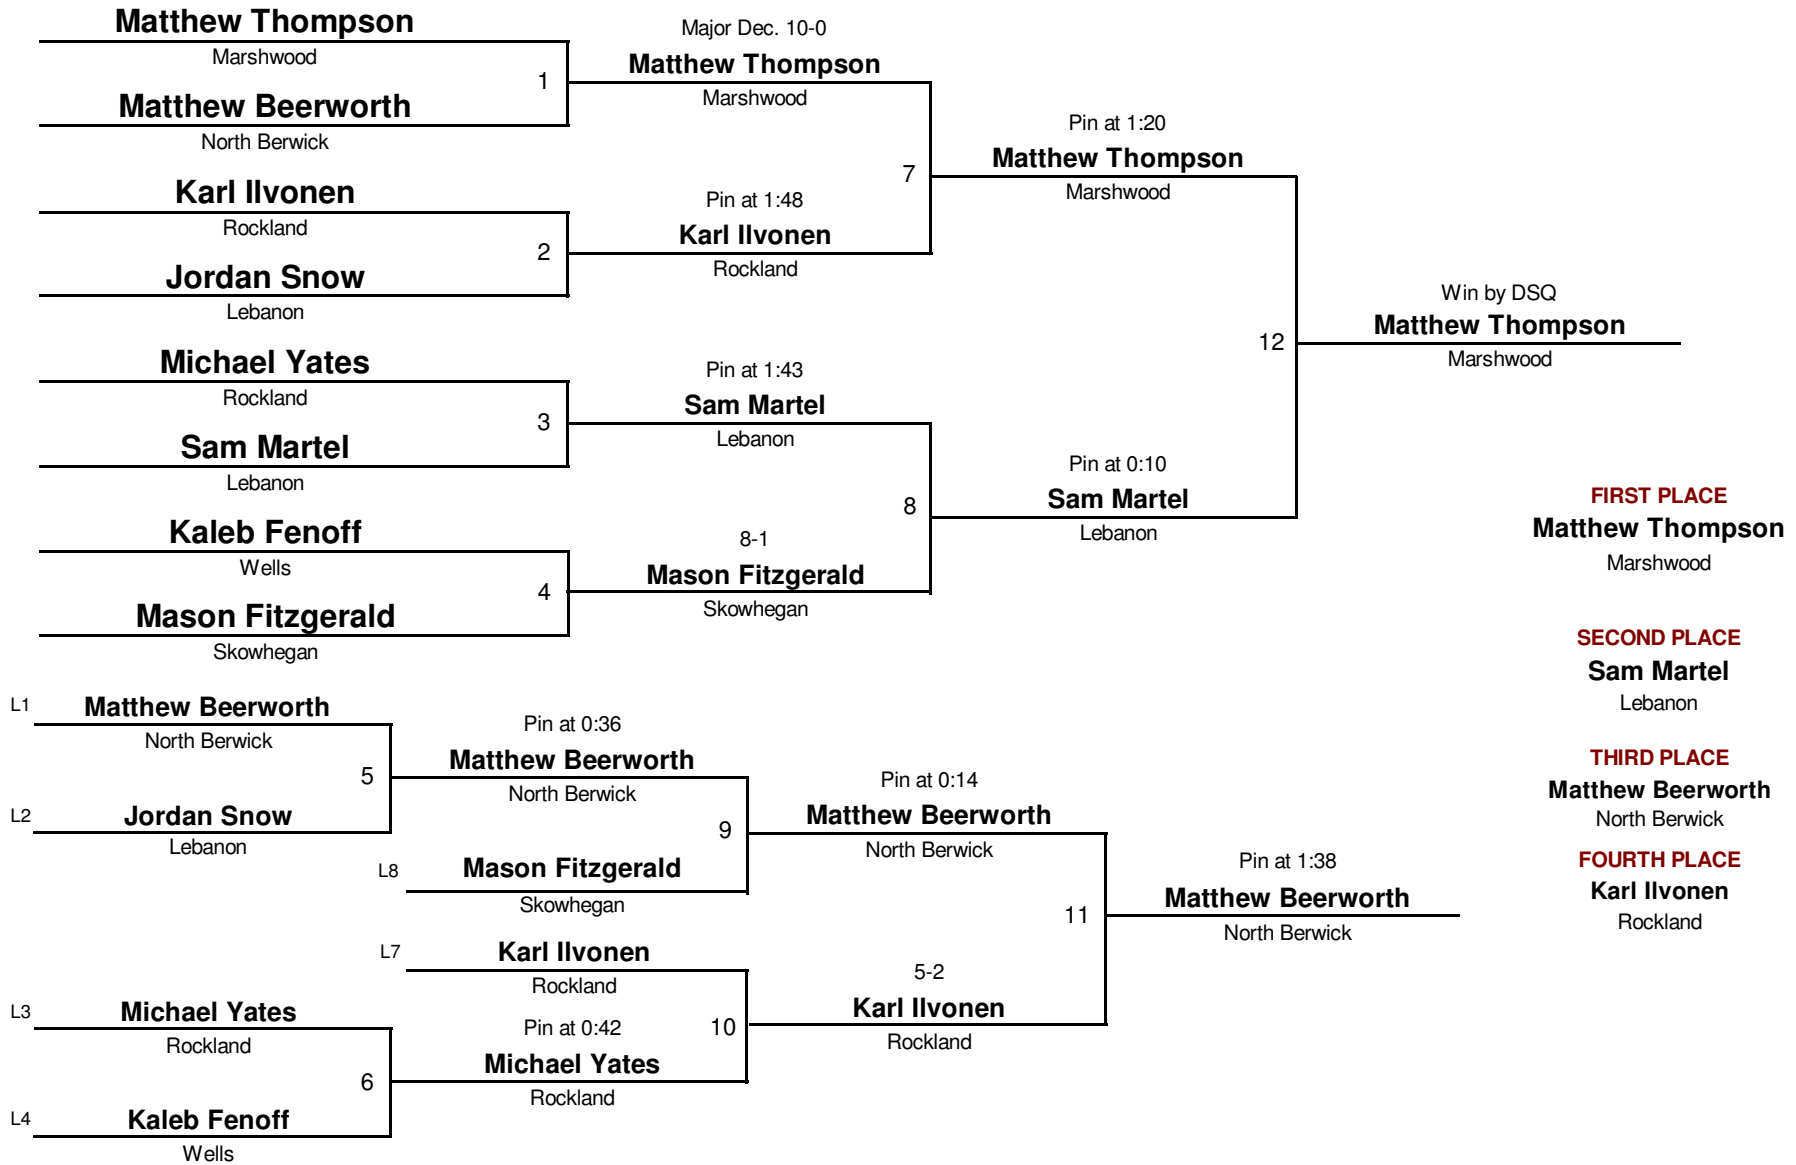 Matthew Thompson
Marshwood
1
Matthew Beerworth
North Berwick
Karl Ilvonen
Rockland
2
Jordan Snow
Lebanon
Michael Yates
Rockland
3
Sam Martel
Lebanon
Kaleb Fenoff
Wells
4
Mason Fitzgerald
Skowhegan
Major Dec. 10-0
Matthew Thompson
Marshwood
7
Pin at 1:48
Karl Ilvonen
Rockland
Pin at 1:43
Sam Martel
Lebanon
8
8-1
Mason Fitzgerald
Skowhegan
Pin at 1:20
Matthew Thompson
Marshwood
12
Pin at 0:10
Sam Martel
Lebanon
Win by DSQ
Matthew Thompson
Marshwood
L1
Matthew Beerworth
North Berwick
5
L2
Jordan Snow
Lebanon
Pin at 0:36
Matthew Beerworth
North Berwick
9
L8
Mason Fitzgerald
Skowhegan
L7
Karl Ilvonen
Rockland
10
L3
Michael Yates
Rockland
6
L4
Kaleb Fenoff
Wells
Pin at 0:42
Michael Yates
Rockland
Pin at 0:14
Matthew Beerworth
North Berwick
11
5-2
Karl Ilvonen
Rockland
Pin at 1:38
Matthew Beerworth
North Berwick
FIRST PLACE
Matthew Thompson
Marshwood
SECOND PLACE
Sam Martel
Lebanon
THIRD PLACE
Matthew Beerworth
North Berwick
FOURTH PLACE
Karl Ilvonen
Rockland